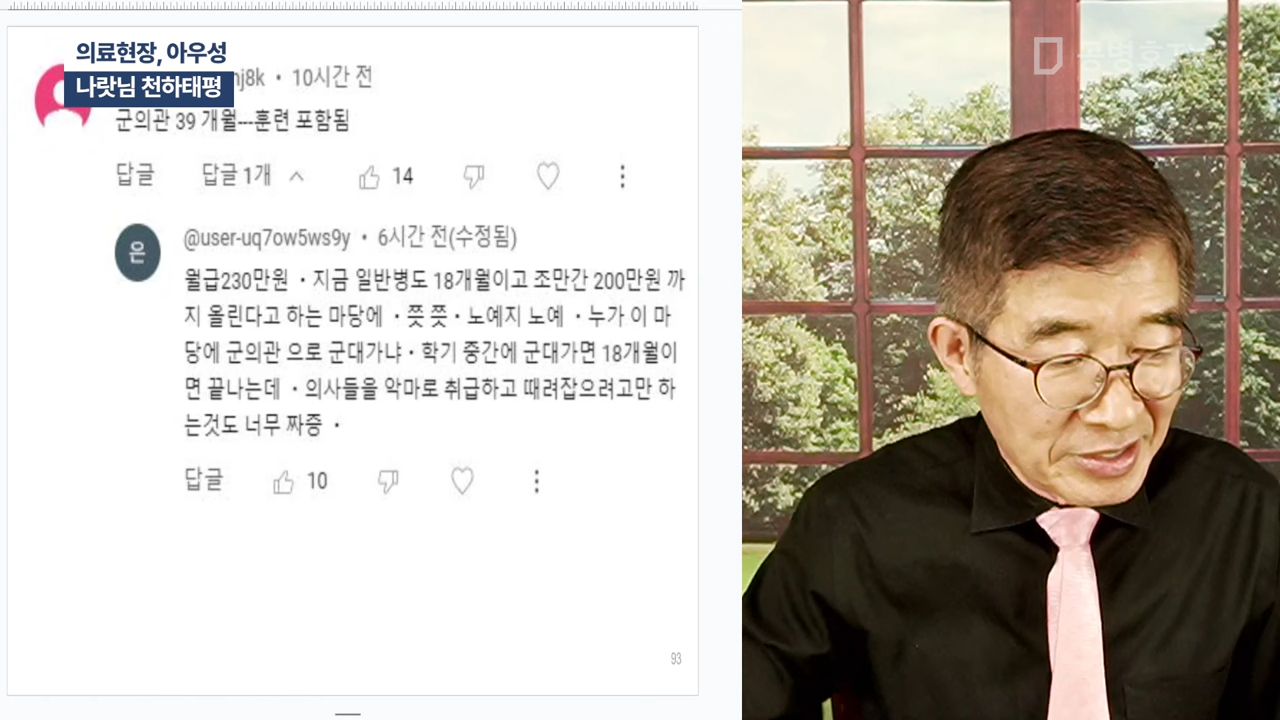 의료현장, 아우성
나랏님 천하태평
nj8k • 10시간 전
군의관 39 개월---훈련 포함됨
답글 답글 1개 14
은
@user-uq7ow5ws9y • 6시간 전(수정됨)
월급230만원 · 지금 일반병도 18개월이고 조만간 200만원 까
지 올린다고 하는 마당에 · 쯧 쯧 · 노예지 노예 · 누가 이 마
당에 군의관 으로 군대가냐 · 학기 중간에 군대가면 18개월이
면 끝나는데 · 의사들을 악마로 취급하고 때려잡으려고만 하
는것도 너무 짜증 ·
답글 10
93